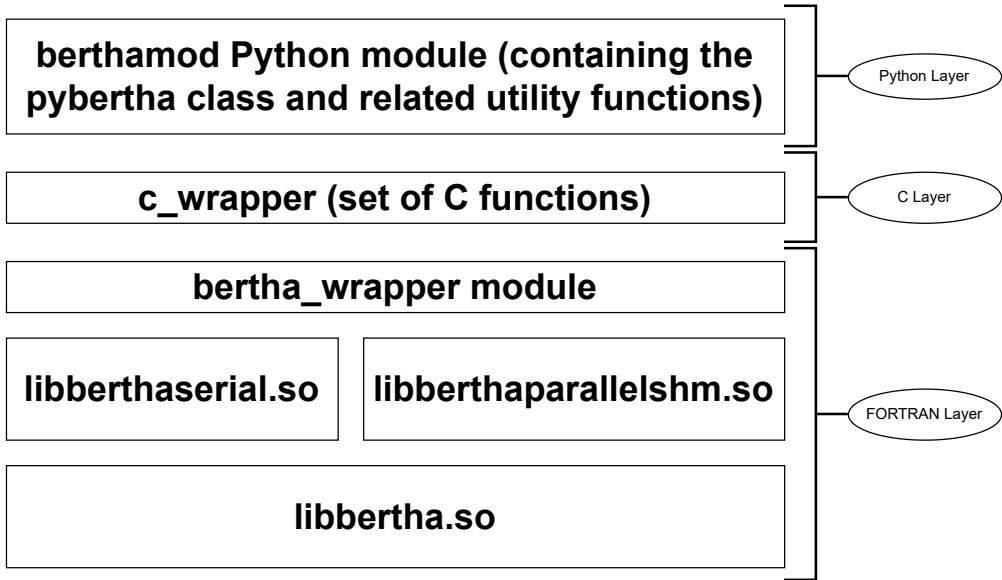 berthamod Python module (containing the
pybertha class and related utility functions)
Python Layer
c_wrapper (set of C functions)
C Layer
bertha_wrapper module
libberthaserial.so
libberthaparallelshm.so
FORTRAN Layer
libbertha.so